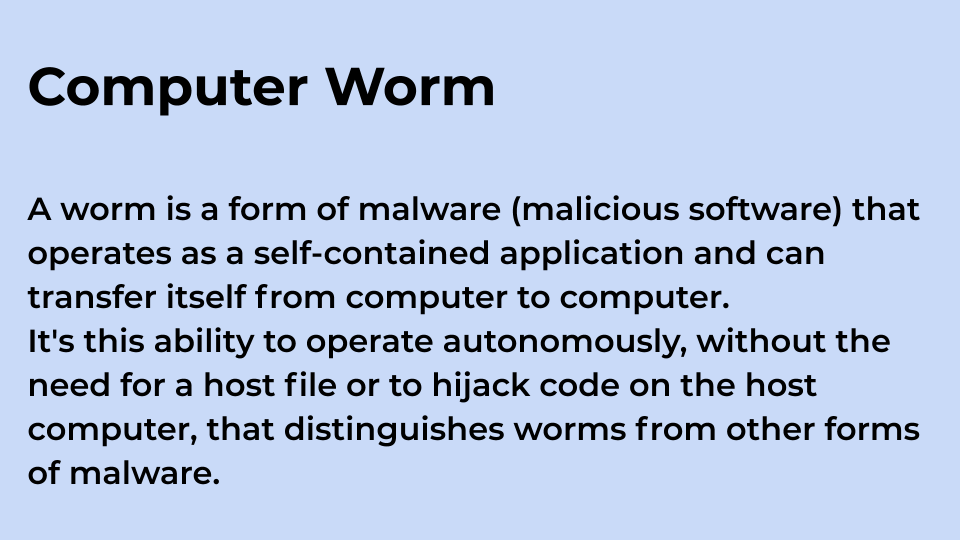 Computer Worm
A worm is a form of malware (malicious software) that
operates as a self-contained application and can
transfer itself from computer to computer.
It's this ability to operate autonomously, without the
need for a host file or to hijack code on the host
computer, that distinguishes worms from other forms
of malware.